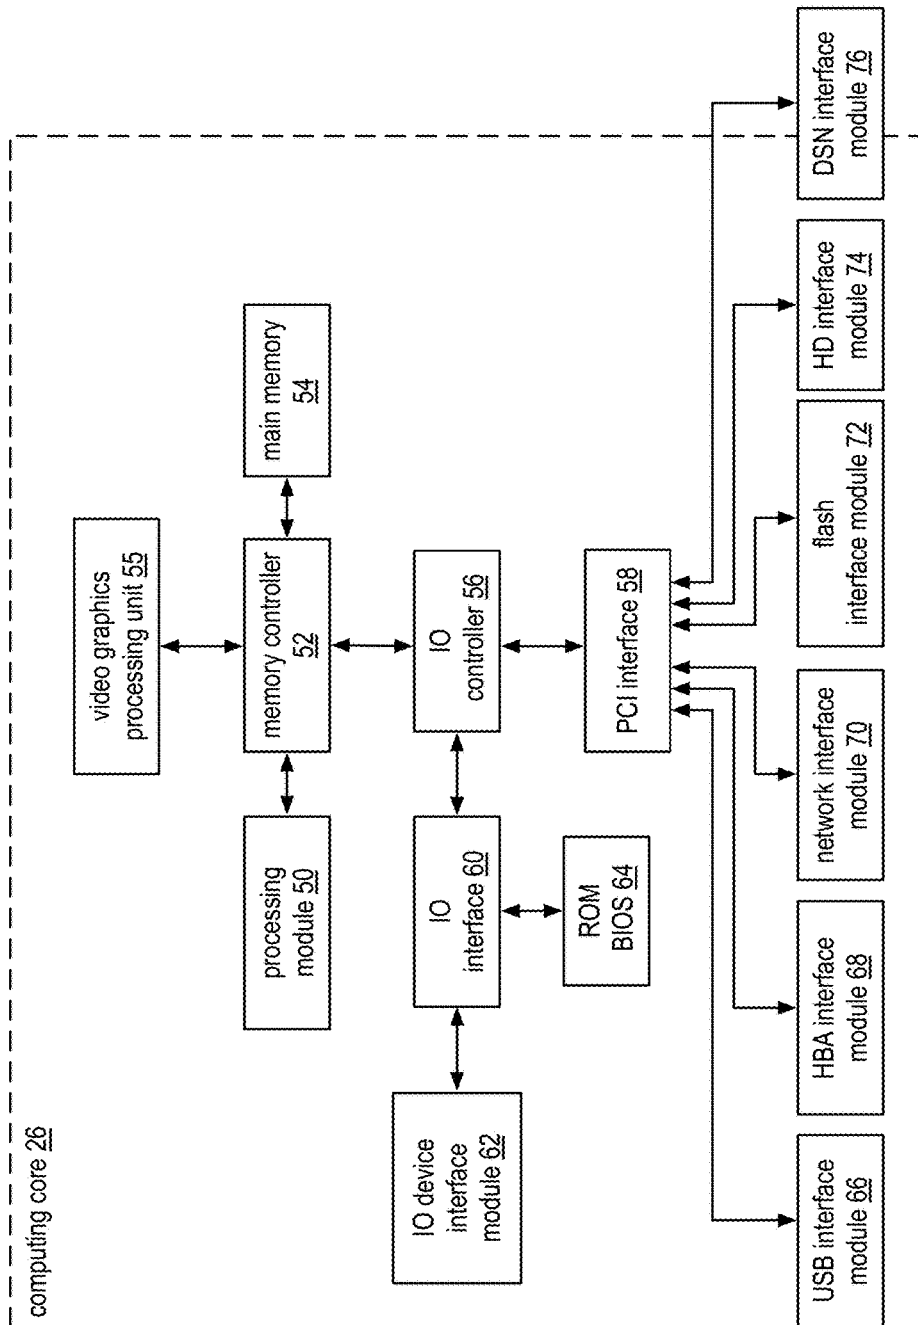 computing core 26
video graphics
processing unit 55
processing
module 50
memory controller
52
main memory
54
IO device
interface
module 62
IO
interface 60
IO
controller 56
ROM
BIOS 64
PCI interface 58
USB interface
module 66
HBA interface
module 68
network interface
module 70
flash
interface module 72
HD interface
module 74
DSN interface
module 76